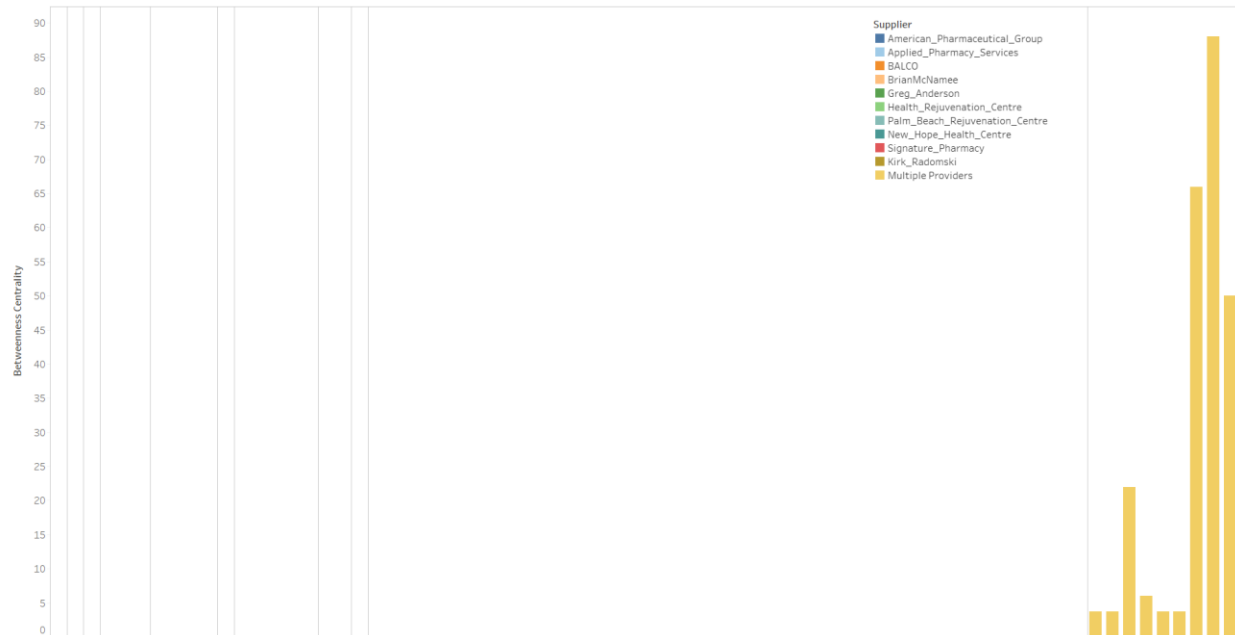 Supplier
American_Pharmaceutical_Group
Applied_Pharmacy_Services
BALCO
BrianMcNamee
Greg_Anderson
Health_Rejuvenation_Centre
Palm_Beach_Rejuvenation_Centre
New_Hope_Health_Centre
Signature_Pharmacy
Kirk_Radomski
Multiple Providers
Betweenness Centrality
90
85
80
75
70
65
60
55
50
45
40
35
30
25
20
15
10
5
0